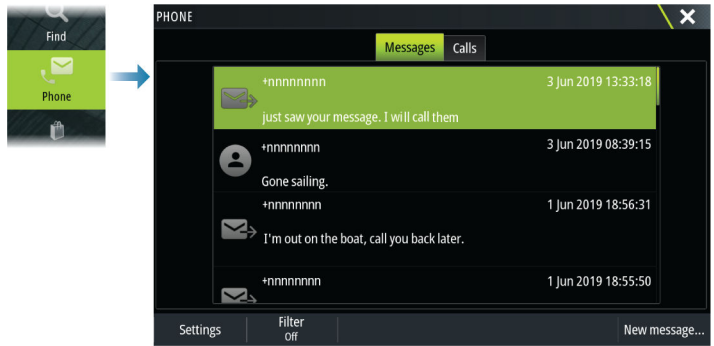 Find
Phone
PHONE
Messages Calls
+nnnnnnnn 3 Jun 2019 13:33:18
just saw your message. I will call them
+nnnnnnnn 3 Jun 2019 08:39:15
Gone sailing.
+nnnnnnnn 1 Jun 2019 18:56:31
I'm out on the boat, call you back later.
+nnnnnnnn 1 Jun 2019 18:55:50
Settings Filter New message...
Off